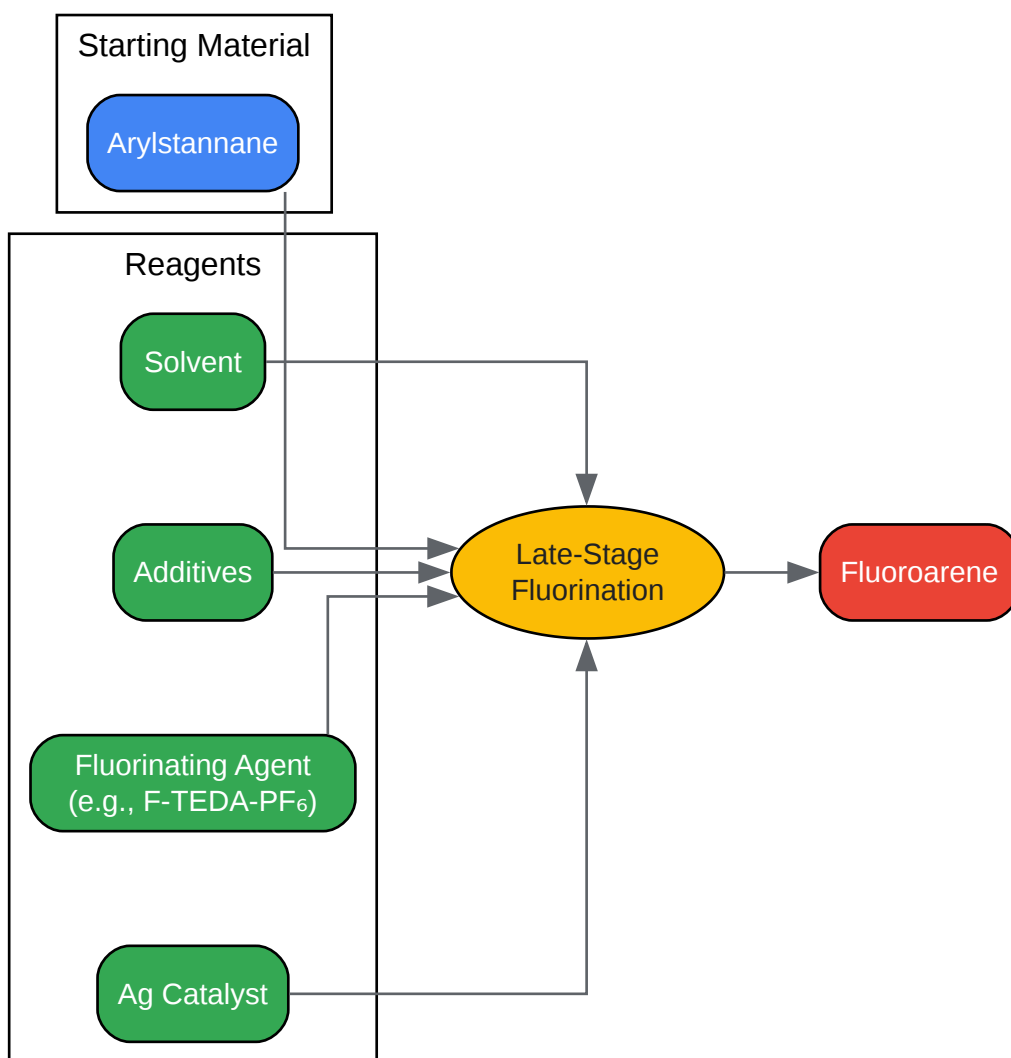 Starting Material
Arylstannane
Reagents
Solvent
Additives
Fluorinating Agent
(e.g., F-TEDA-PF₆)
Ag Catalyst
Late-Stage
Fluorination
Fluoroarene